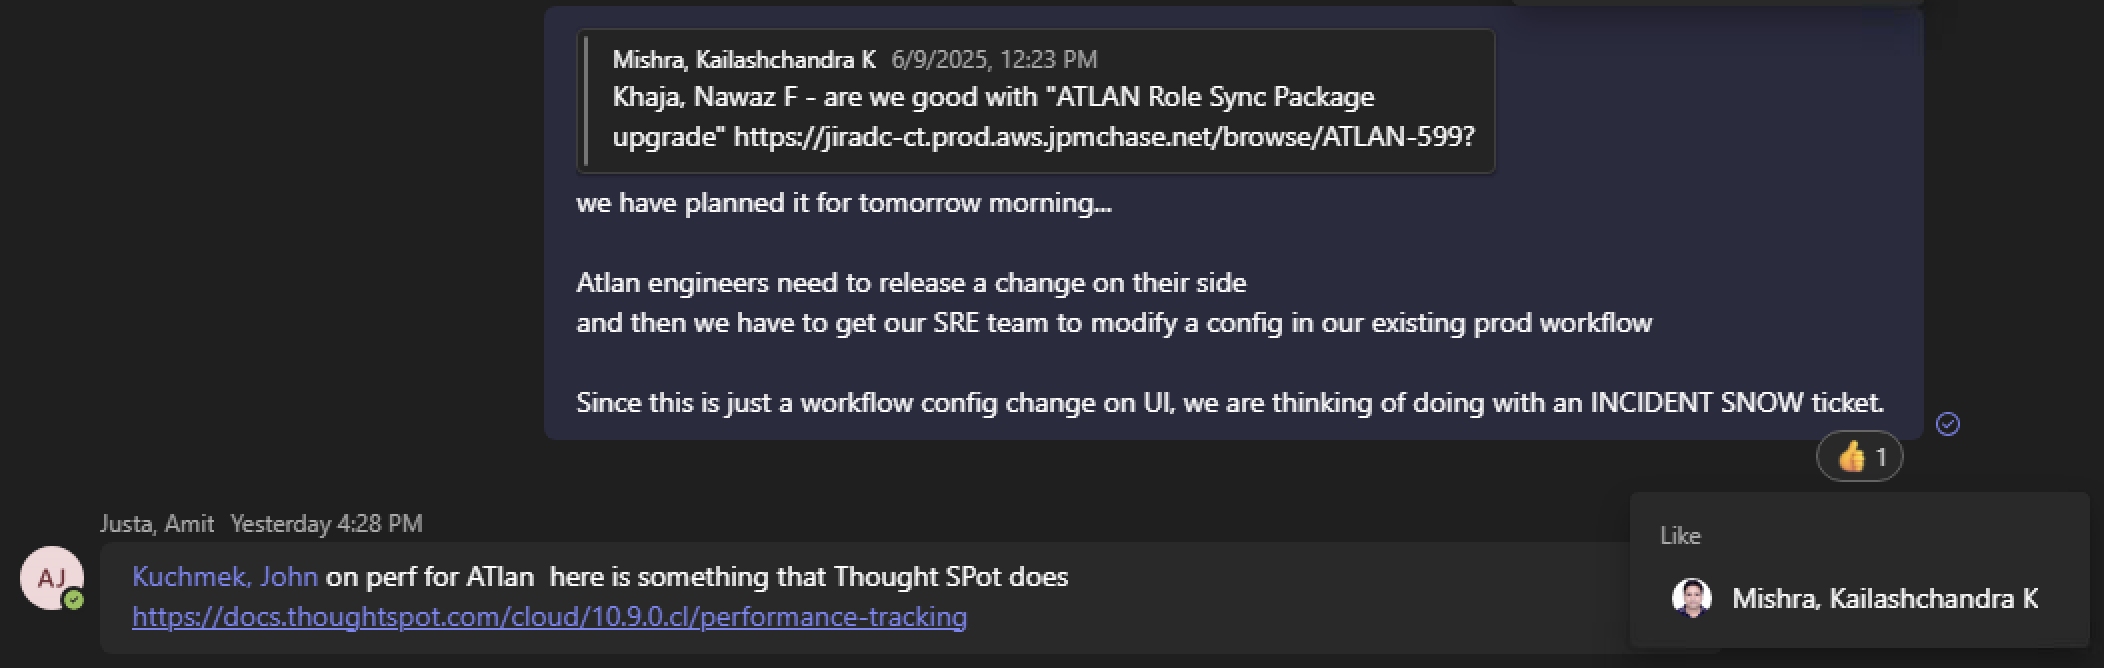 Mishra, Kailashchandra K 6/9/2025, 12:23 PM
Khaja, Nawaz F - are we good with "ATLAN Role Sync Package
upgrade" https://jiradc-ct.prod.aws.jpmchase.net/browse/ATLAN-599?
we have planned it for tomorrow morning...
Atlan engineers need to release a change on their side
and then we have to get our SRE team to modify a config in our existing prod workflow
Since this is just a workflow config change on UI, we are thinking of doing with an INCIDENT SNOW ticket.
👍 1
Justa, Amit Yesterday 4:28 PM
AJ
Kuchmek, John on perf for ATlan  here is something that Thought SPot does
https://docs.thoughtspot.com/cloud/10.9.0.cl/performance-tracking
Like
Mishra, Kailashchandra K